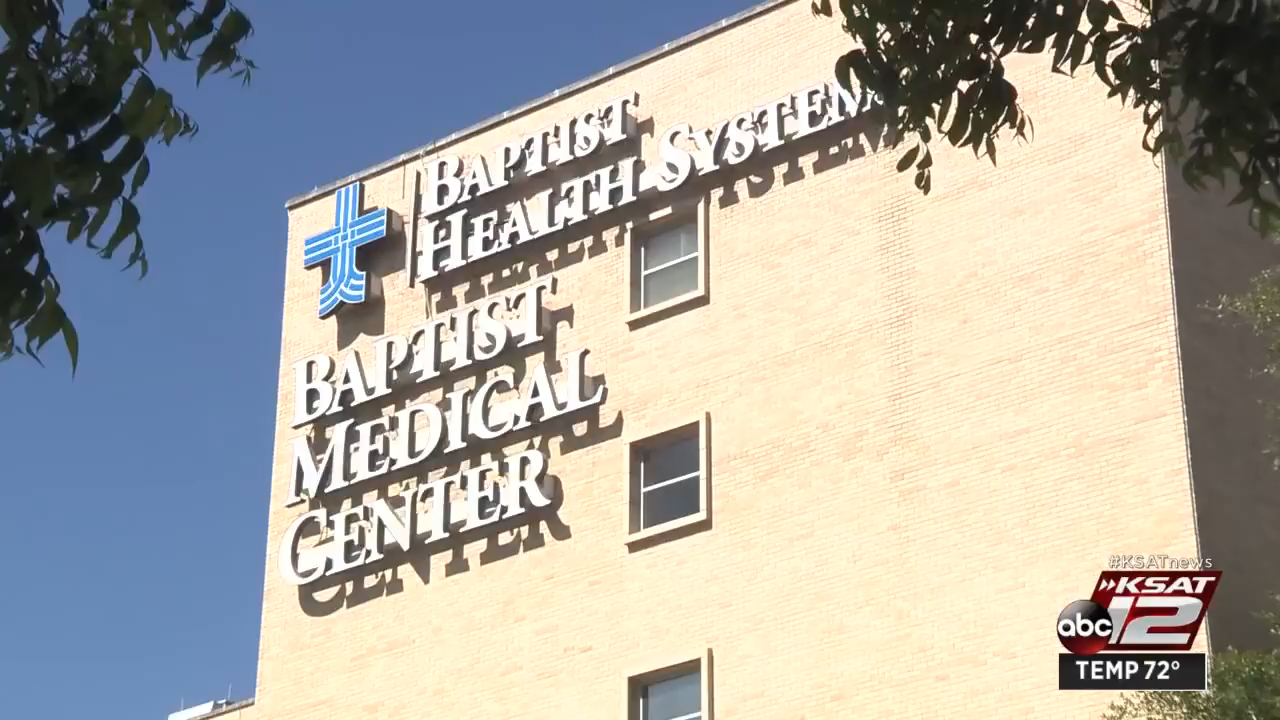 BAPTIST
HEALTH SYSTEM
BAPTIST
MEDICAL
CENTER
#KSATnews
KSAT
abc 12
TEMP 72°